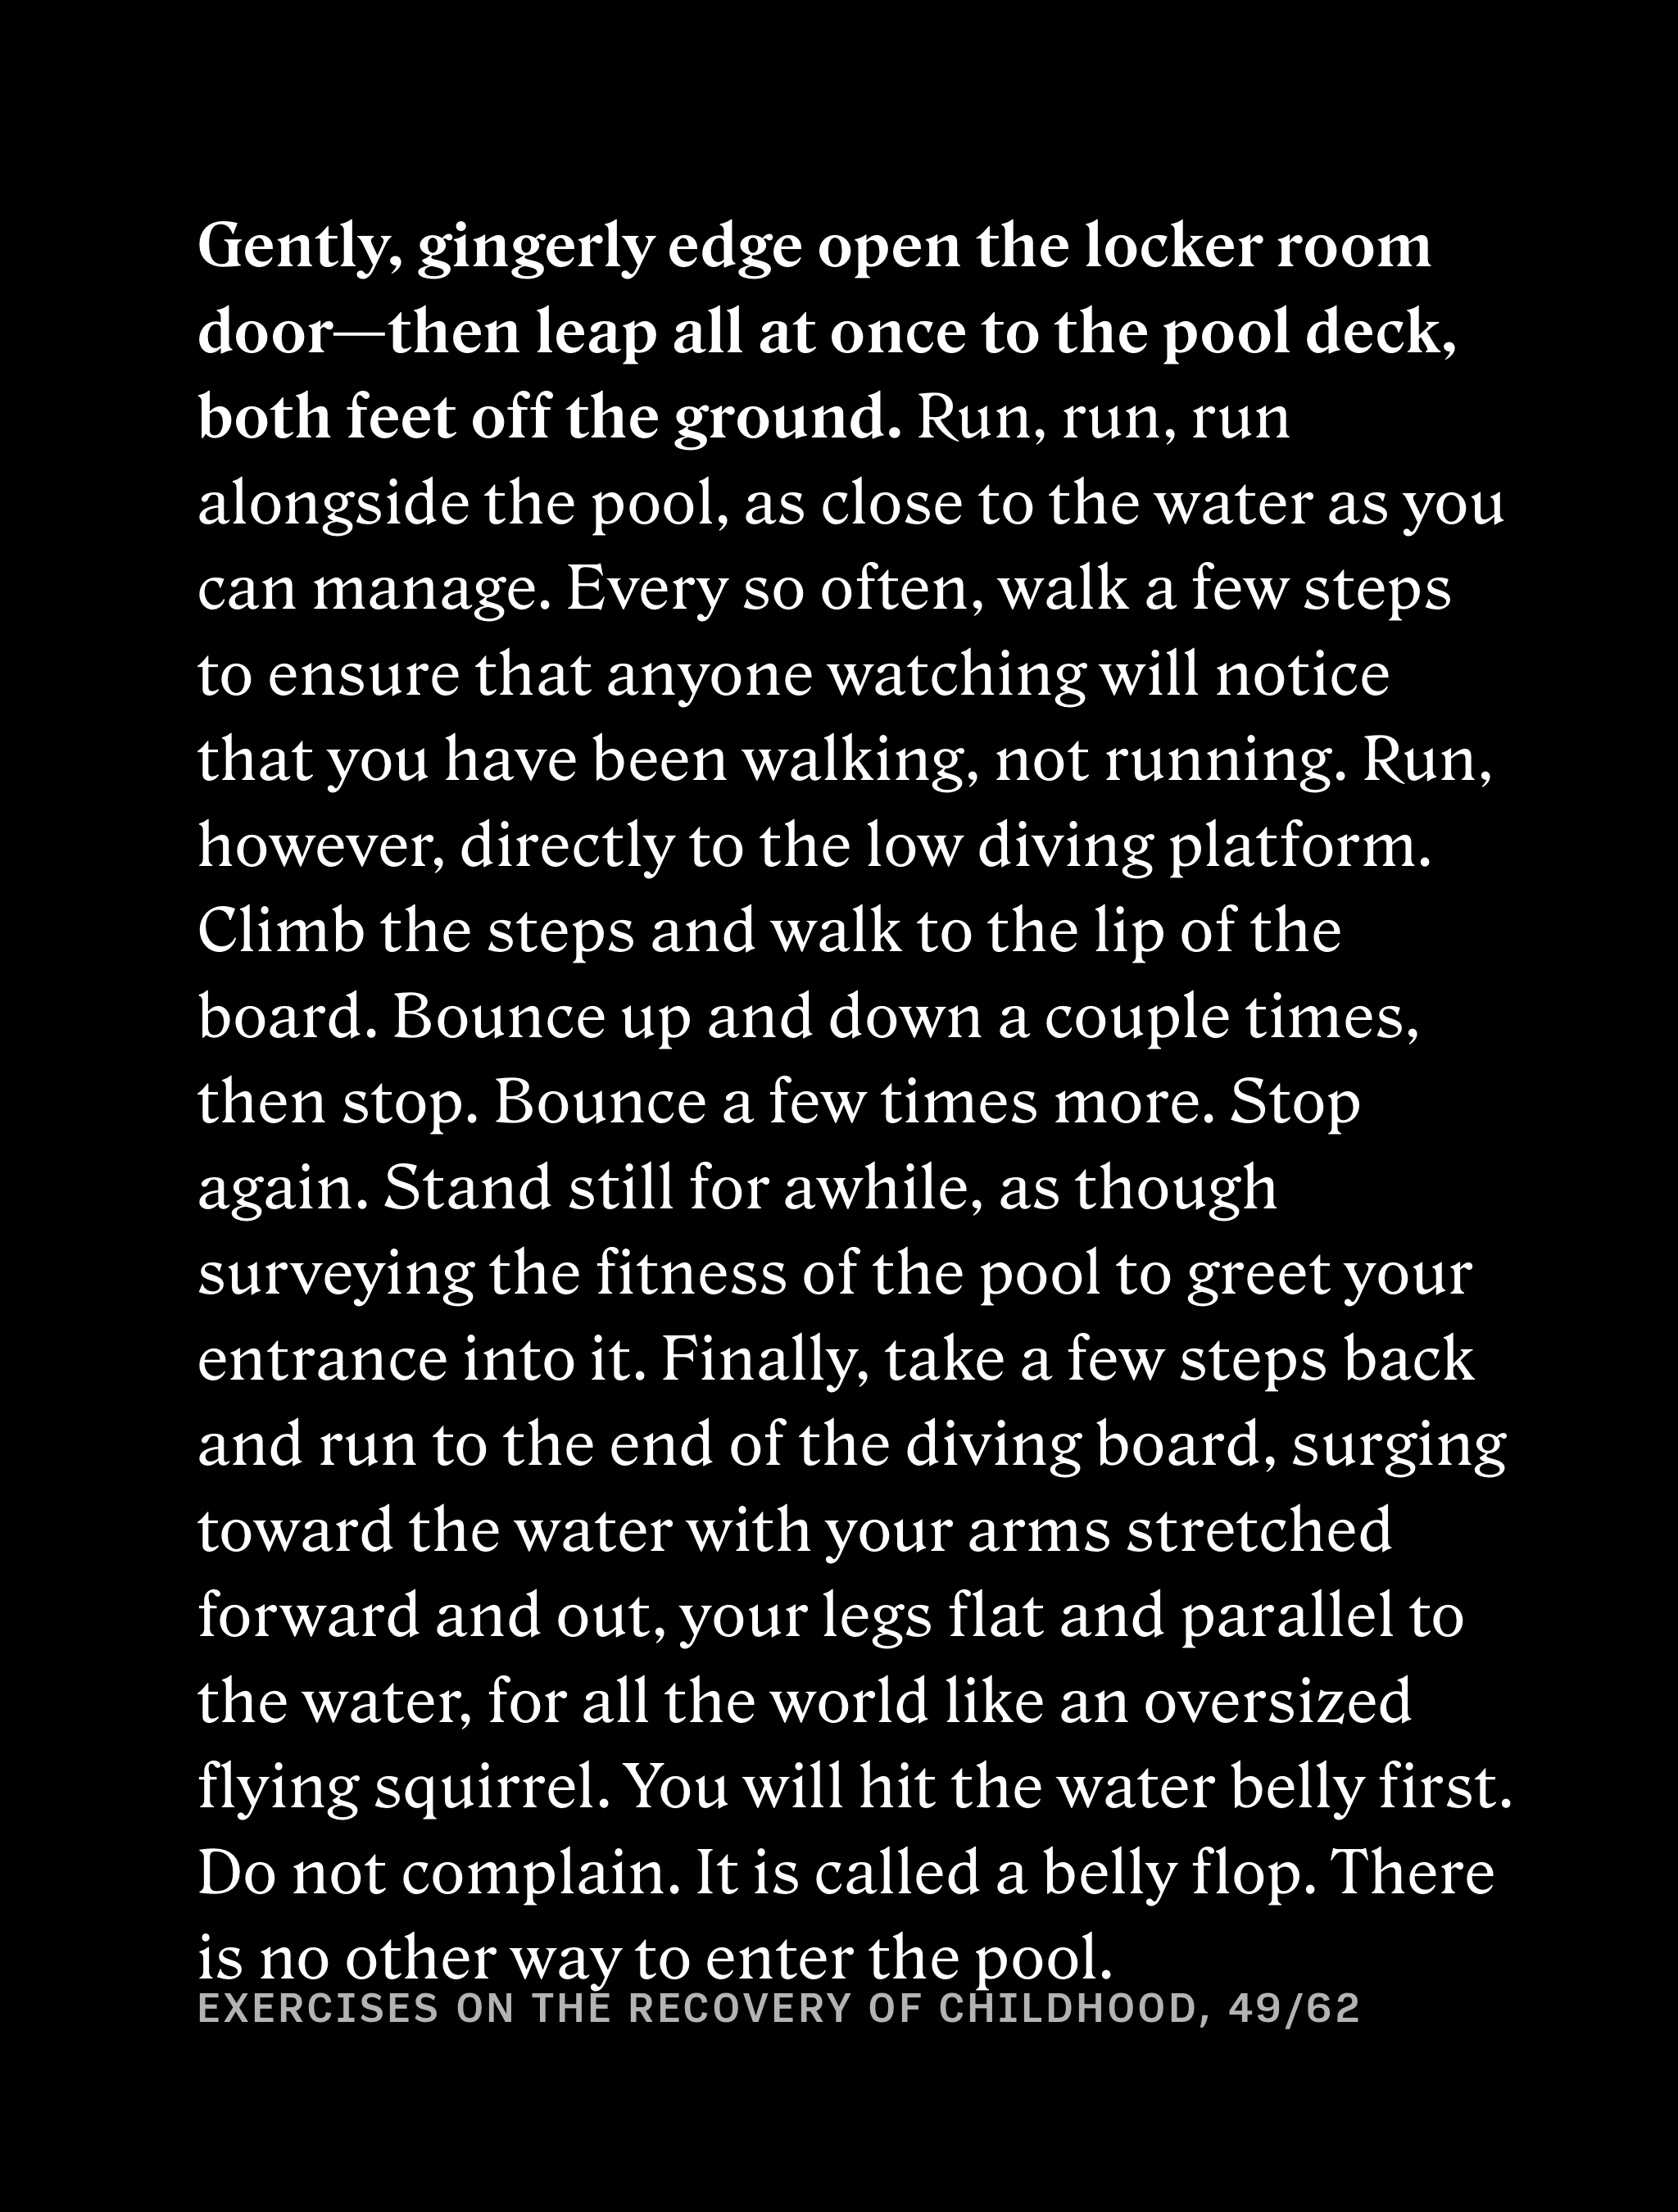 Gently, gingerly edge open the locker room
door—then leap all at once to the pool deck,
both feet off the ground. Run, run, run
alongside the pool, as close to the water as you
can manage. Every so often, walk a few steps
to ensure that anyone watching will notice
that you have been walking, not running. Run,
however, directly to the low diving platform.
Climb the steps and walk to the lip of the
board. Bounce up and down a couple times,
then stop. Bounce a few times more. Stop
again. Stand still for awhile, as though
surveying the fitness of the pool to greet your
entrance into it. Finally, take a few steps back
and run to the end of the diving board, surging
toward the water with your arms stretched
forward and out, your legs flat and parallel to
the water, for all the world like an oversized
flying squirrel. You will hit the water belly first.
Do not complain. It is called a belly flop. There
is no other way to enter the pool.
EXERCISES ON THE RECOVERY OF CHILDHOOD, 49/62